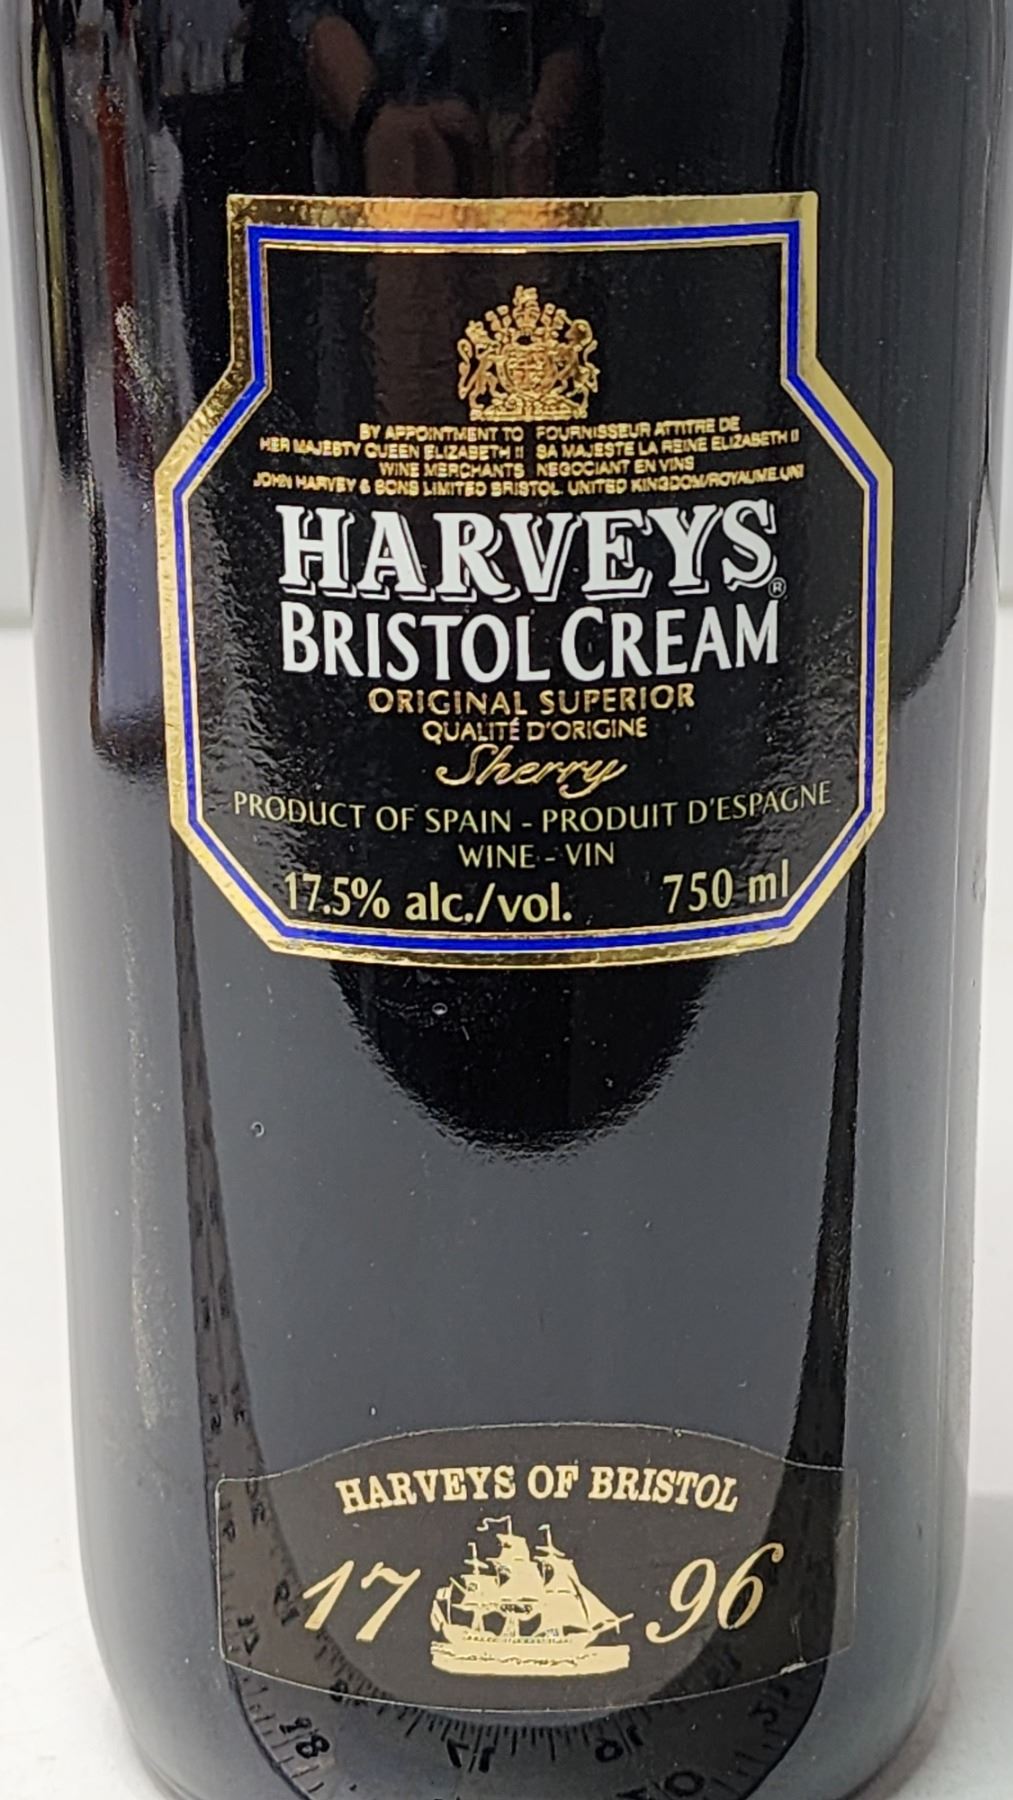 BY APPOINTMENT TO FOURNISSEUR ATTITRE DE
HER MAJESTY QUEEN ELIZABETH II SA MAJESTE LA REINE ELIZABETH II
WINE MERCHANTS NEGOCIANT EN VINS
JOHN HARVEY & SONS LIMITED BRISTOL. UNITED KINGDOM/ROYAUME.UNI
HARVEYS®
BRISTOL CREAM
ORIGINAL SUPERIOR
QUALITÉ D'ORIGINE
Sherry
PRODUCT OF SPAIN - PRODUIT D'ESPAGNE
WINE - VIN
17.5% alc./vol. 750 ml
HARVEYS OF BRISTOL
17 96